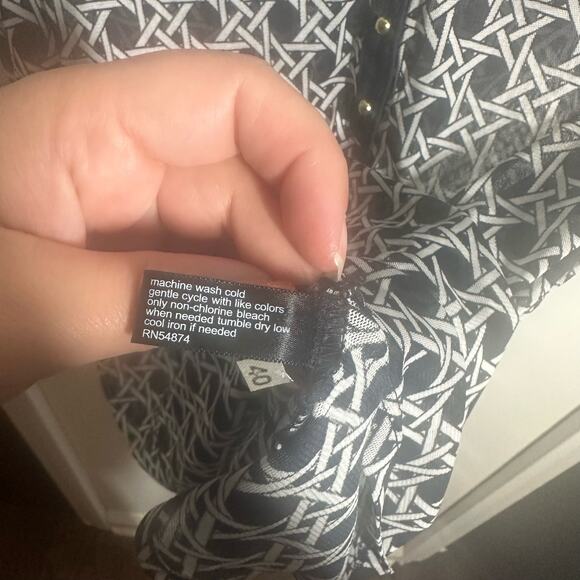 machine wash cold
gentle cycle with like colors
only non-chlorine bleach
when needed tumble dry low
cool iron if needed
RN54874
40